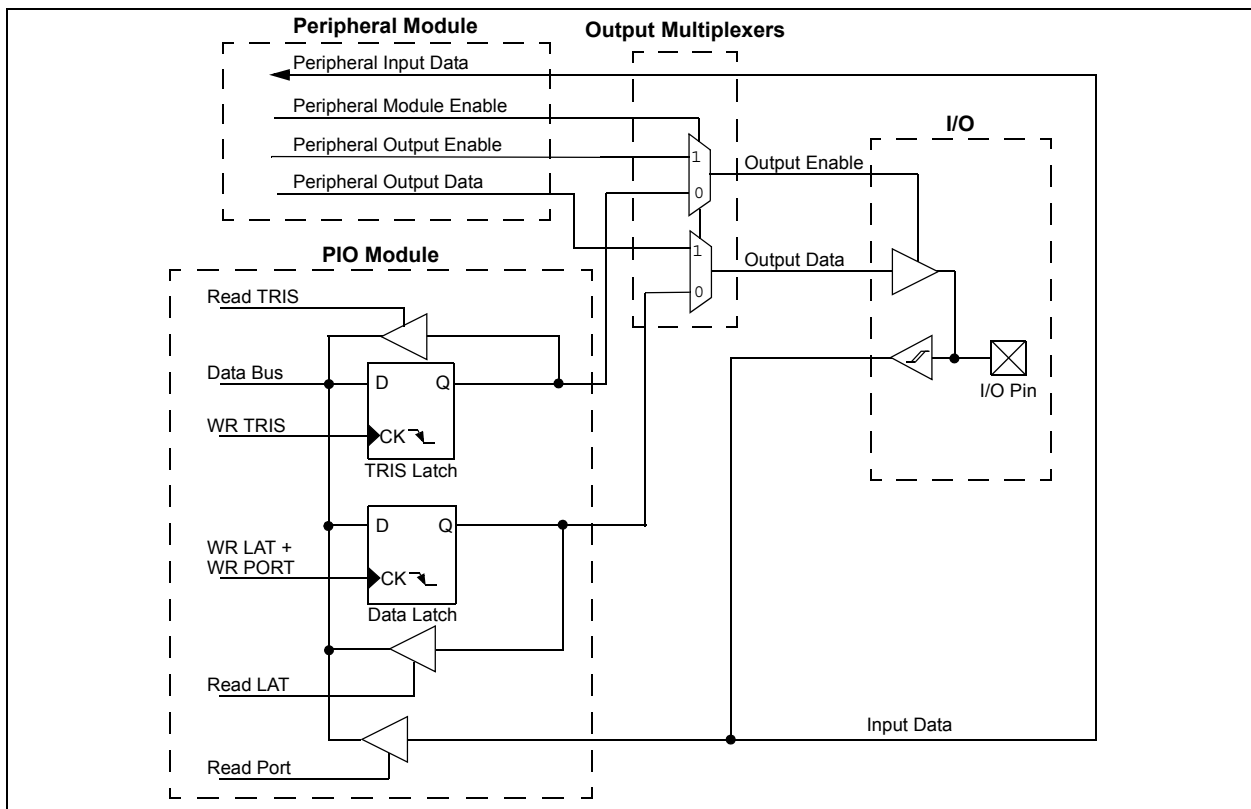 Peripheral Module
Output Multiplexers
Peripheral Input Data
Peripheral Module Enable
I/O
Peripheral Output Enable
1
Output Enable
Peripheral Output Data
0
PIO Module
1
Output Data
0
Read TRIS
Data Bus
D
Q
I/O Pin
WR TRIS
CK
TRIS Latch
D
Q
WR LAT +
WR PORT
CK
Data Latch
Read LAT
Input Data
Read Port